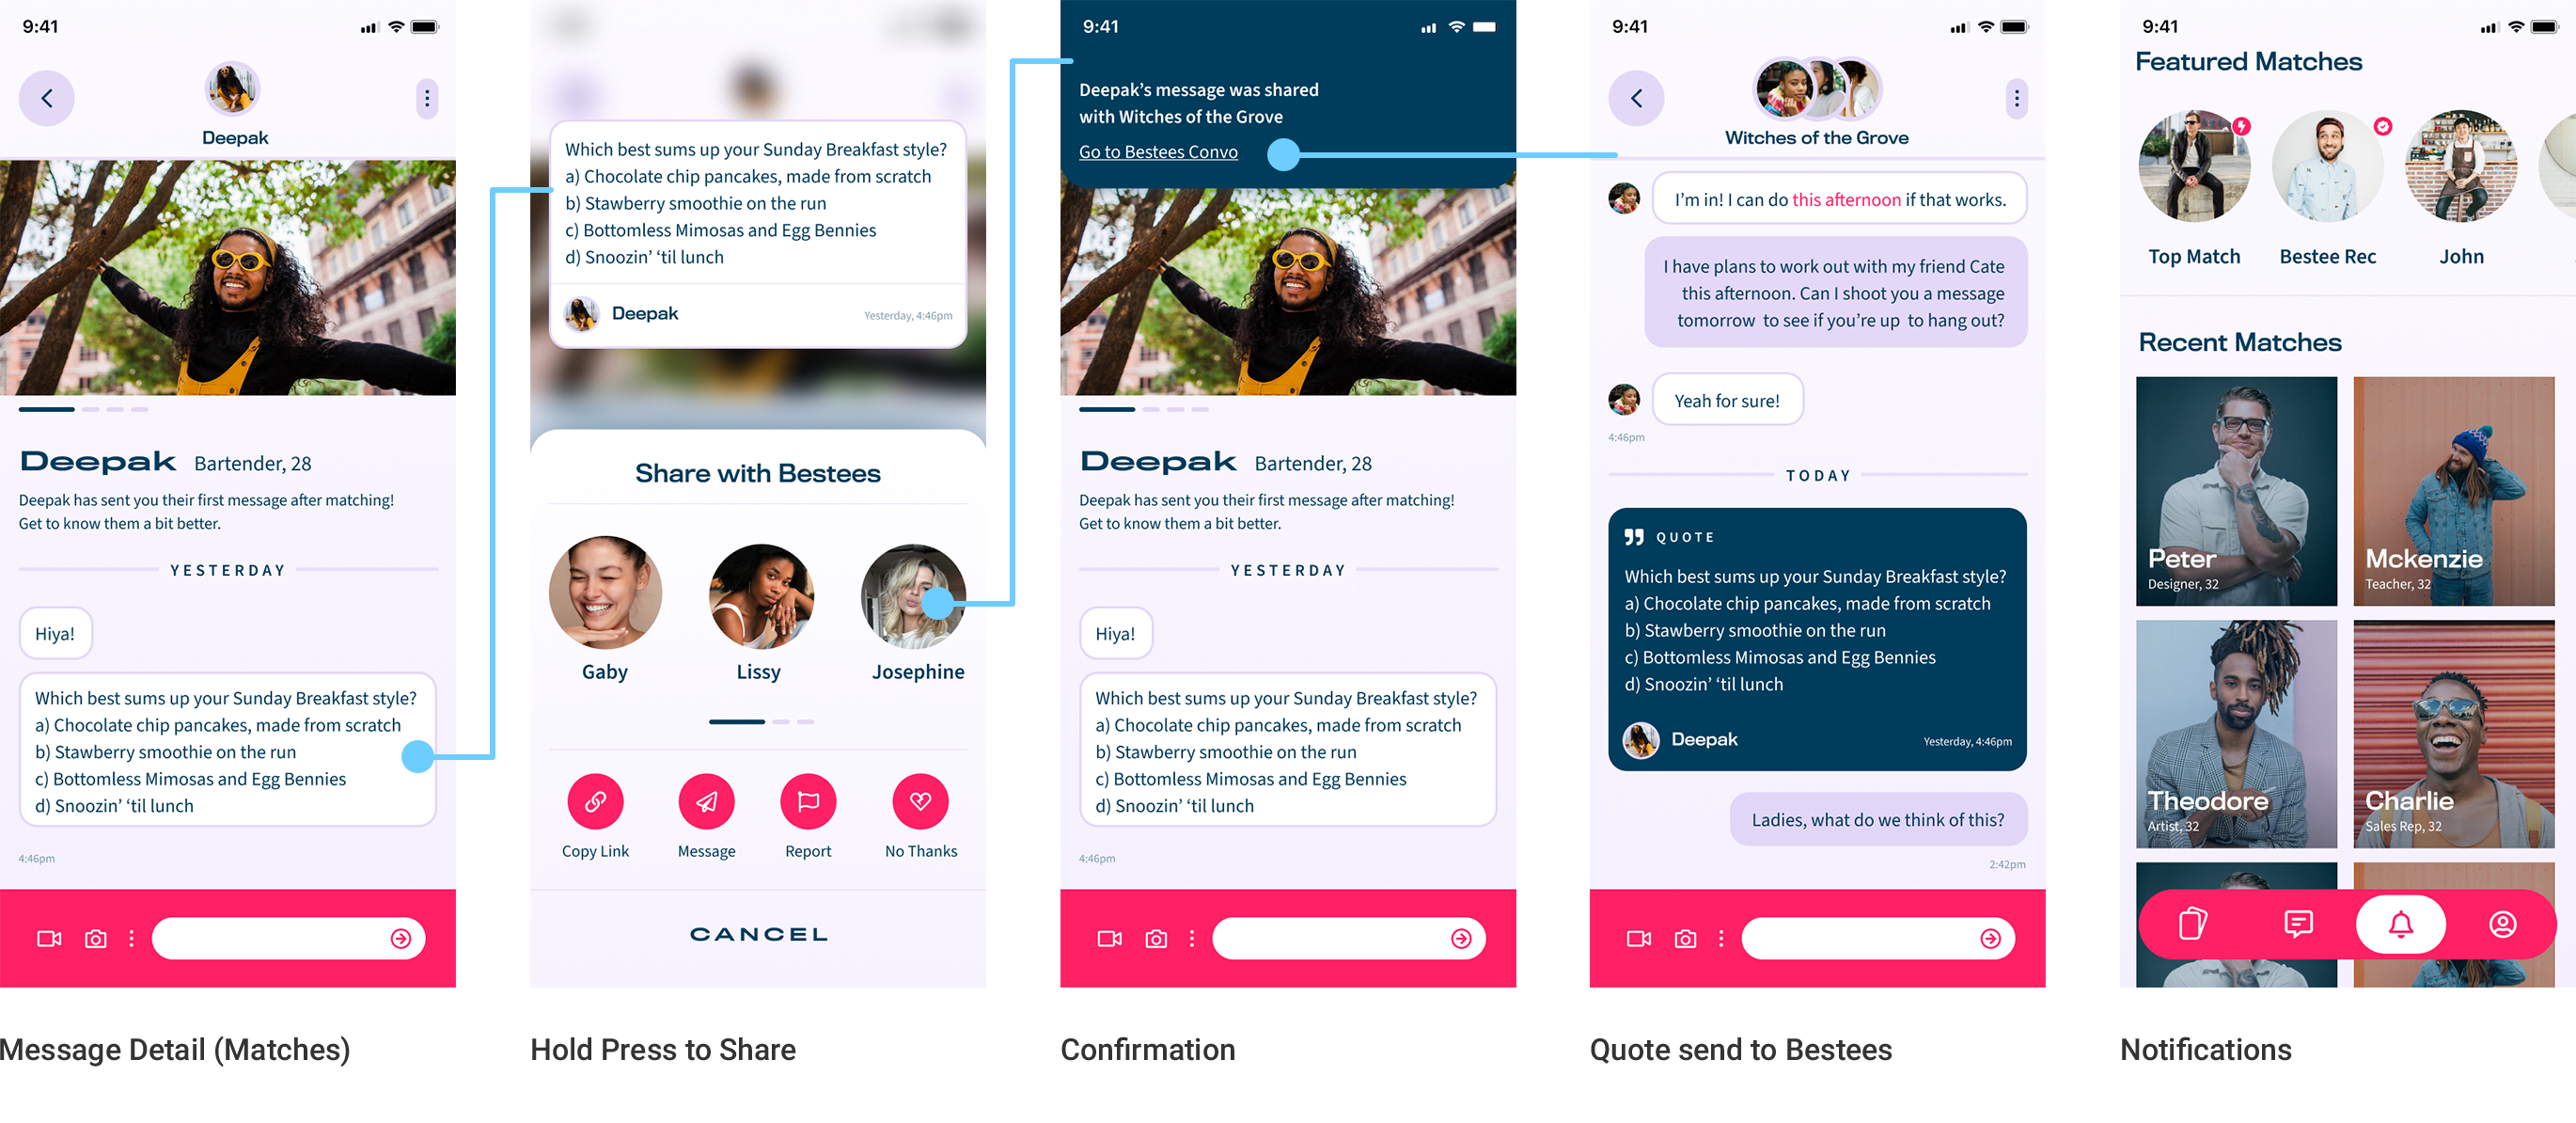 9:41
Deepak
Deepak Bartender, 28
Deepak has sent you their first message after matching!
Get to know them a bit better.
YESTERDAY
Hiya!
Which best sums up your Sunday Breakfast style?
a) Chocolate chip pancakes, made from scratch
b) Stawberry smoothie on the run
c) Bottomless Mimosas and Egg Bennies
d) Snoozin’ ‘til lunch
4:46pm
Message Detail (Matches)
Which best sums up your Sunday Breakfast style?
a) Chocolate chip pancakes, made from scratch
b) Stawberry smoothie on the run
c) Bottomless Mimosas and Egg Bennies
d) Snoozin’ ‘til lunch
Deepak Yesterday, 4:46pm
Share with Bestees
Gaby Lissy Josephine
Copy Link Message Report No Thanks
CANCEL
Hold Press to Share
9:41
Deepak’s message was shared
with Witches of the Grove
Go to Bestees Convo
Deepak Bartender, 28
Deepak has sent you their first message after matching!
Get to know them a bit better.
YESTERDAY
Hiya!
Which best sums up your Sunday Breakfast style?
a) Chocolate chip pancakes, made from scratch
b) Stawberry smoothie on the run
c) Bottomless Mimosas and Egg Bennies
d) Snoozin’ ‘til lunch
4:46pm
Confirmation
9:41
Witches of the Grove
I’m in! I can do this afternoon if that works.
I have plans to work out with my friend Cate
this afternoon. Can I shoot you a message
tomorrow to see if you’re up to hang out?
Yeah for sure!
4:46pm
TODAY
QUOTE
Which best sums up your Sunday Breakfast style?
a) Chocolate chip pancakes, made from scratch
b) Stawberry smoothie on the run
c) Bottomless Mimosas and Egg Bennies
d) Snoozin’ ‘til lunch
Deepak Yesterday, 4:46pm
Ladies, what do we think of this?
2:42pm
Quote send to Bestees
9:41
Featured Matches
Top Match Bestee Rec John
Recent Matches
Peter
Designer, 32
Mckenzie
Teacher, 32
Theodore
Artist, 32
Charlie
Sales Rep, 32
Notifications